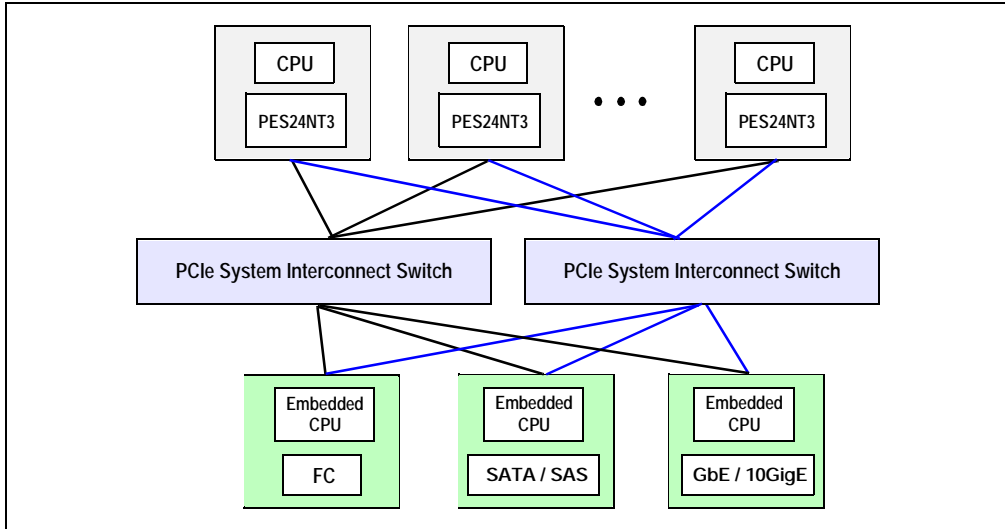 CPU
PES24NT3
CPU
PES24NT3
• • •
CPU
PES24NT3
PCIe System Interconnect Switch
PCIe System Interconnect Switch
Embedded
CPU
FC
Embedded
CPU
SATA / SAS
Embedded
CPU
GbE / 10GigE